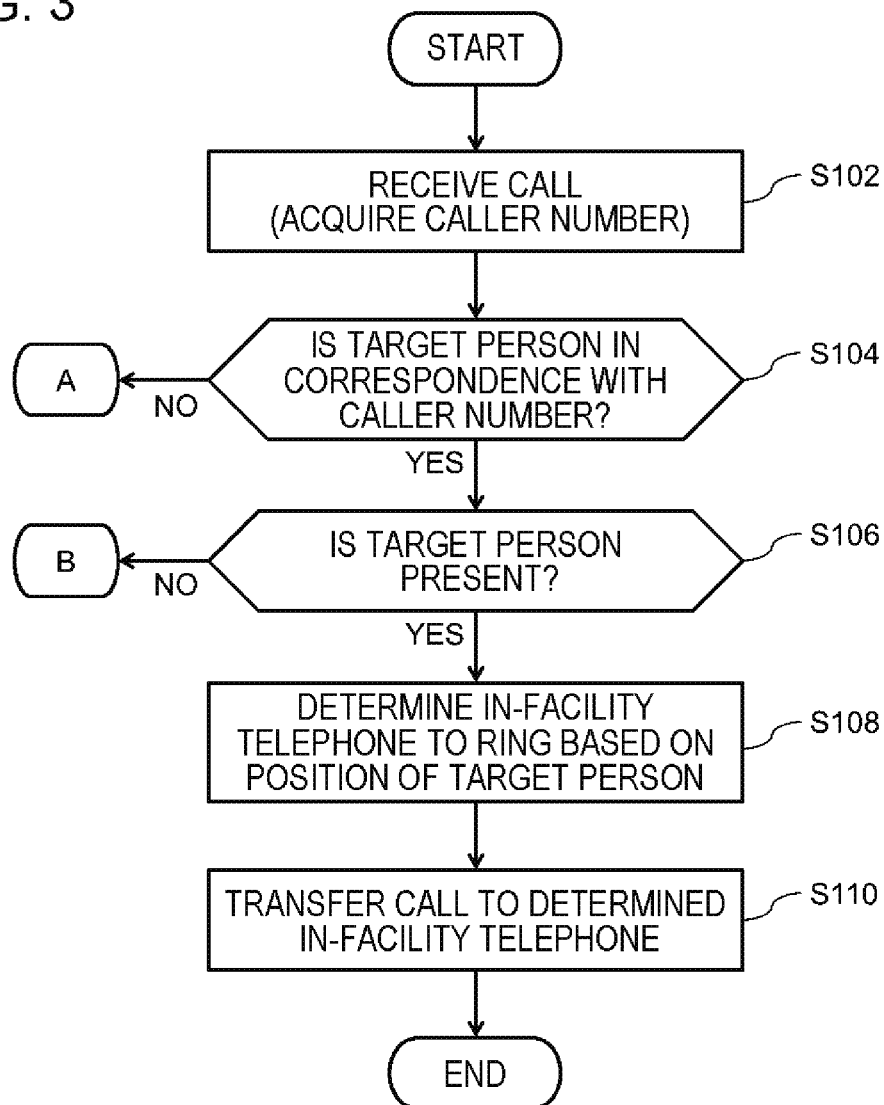 G. 3
START
RECEIVE CALL
(ACQUIRE CALLER NUMBER)
S102
IS TARGET PERSON IN
CORRESPONDENCE WITH
CALLER NUMBER?
S104
A
NO
YES
IS TARGET PERSON
PRESENT?
S106
B
NO
YES
DETERMINE IN-FACILITY
TELEPHONE TO RING BASED ON
POSITION OF TARGET PERSON
S108
TRANSFER CALL TO DETERMINED
IN-FACILITY TELEPHONE
S110
END